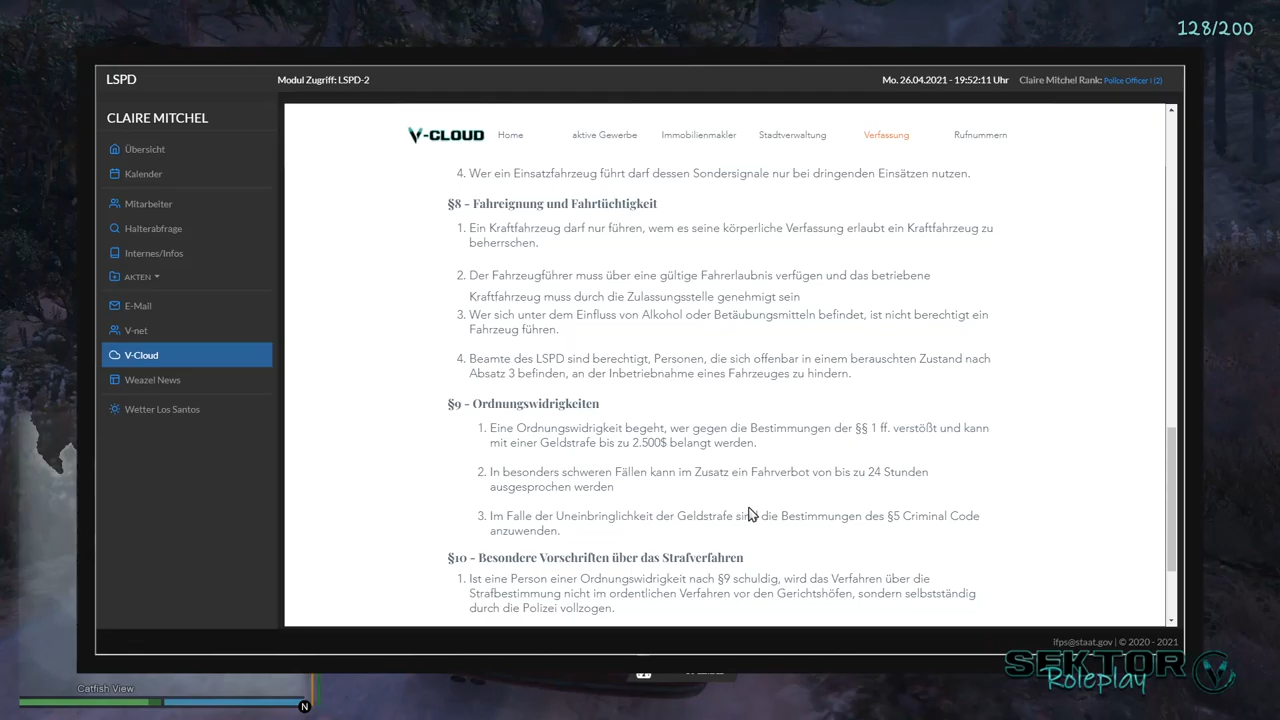 128/200
LSPD
Modul Zugriff: LSPD-2
Mo. 26.04.2021 - 19:52:11 Uhr
Claire Mitchel Rank: Police Officer I (2)
CLAIRE MITCHEL
Übersicht
Kalender
Mitarbeiter
Halterabfrage
Internes/Infos
AKTEN
E-Mail
V-net
V-Cloud
Weazel News
Wetter Los Santos
V-CLOUD
Home
aktive Gewerbe
Immobilienmakler
Stadtverwaltung
Verfassung
Rufnummern
4. Wer ein Einsatzfahrzeug führt darf dessen Sondersignale nur bei dringenden Einsätzen nutzen.
§8 - Fahreignung und Fahrtüchtigkeit
1. Ein Kraftfahrzeug darf nur führen, wem es seine körperliche Verfassung erlaubt ein Kraftfahrzeug zu
beherrschen.
2. Der Fahrzeugführer muss über eine gültige Fahrerlaubnis verfügen und das betriebene
Kraftfahrzeug muss durch die Zulassungsstelle genehmigt sein
3. Wer sich unter dem Einfluss von Alkohol oder Betäubungsmitteln befindet, ist nicht berechtigt ein
Fahrzeug führen.
4. Beamte des LSPD sind berechtigt, Personen, die sich offenbar in einem berauschten Zustand nach
Absatz 3 befinden, an der Inbetriebnahme eines Fahrzeuges zu hindern.
§9 - Ordnungswidrigkeiten
1. Eine Ordnungswidrigkeit begeht, wer gegen die Bestimmungen der §§ 1 ff. verstößt und kann
mit einer Geldstrafe bis zu 2.500$ belangt werden.
2. In besonders schweren Fällen kann im Zusatz ein Fahrverbot von bis zu 24 Stunden
ausgesprochen werden
3. Im Falle der Uneinbringlichkeit der Geldstrafe sind die Bestimmungen des §5 Criminal Code
anzuwenden.
§10 - Besondere Vorschriften über das Strafverfahren
1. Ist eine Person einer Ordnungswidrigkeit nach §9 schuldig, wird das Verfahren über die
Strafbestimmung nicht im ordentlichen Verfahren vor den Gerichtshöfen, sondern selbstständig
durch die Polizei vollzogen.
ifps@staat.gov | © 2020 - 2021
SEKTOR
Roleplay
Catfish View
N